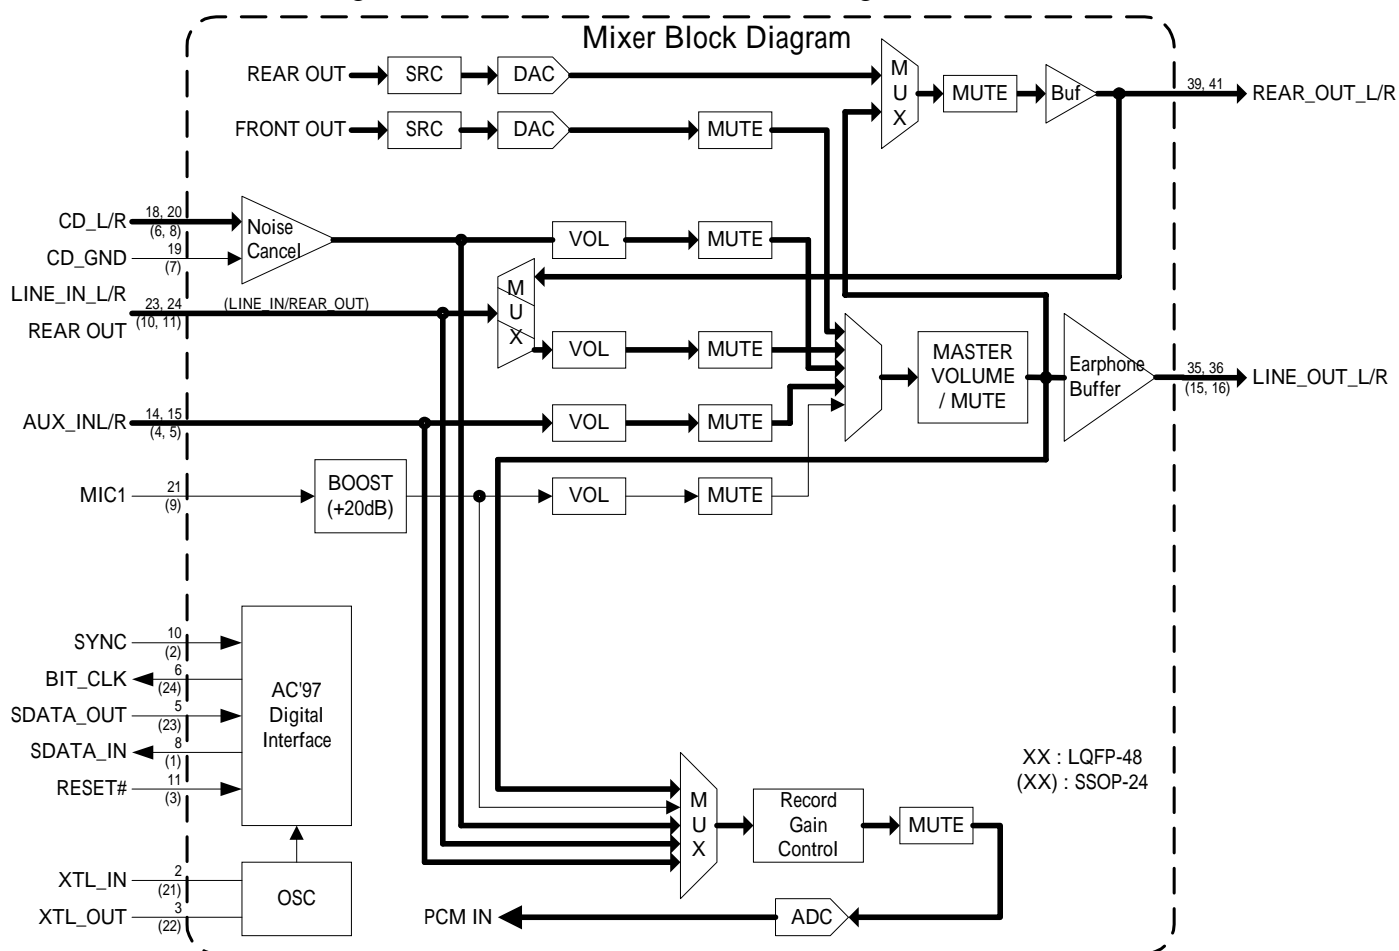 Mixer Block Diagram
REAR OUT
SRC
DAC
M
U
X
MUTE
Buf
39, 41
REAR_OUT_L/R
FRONT OUT
SRC
DAC
MUTE
CD_L/R
18, 20
(6, 8)
Noise
Cancel
VOL
MUTE
CD_GND
19
(7)
LINE_IN_L/R
23, 24
(10, 11)
(LINE_IN/REAR_OUT)
REAR OUT
M
U
X
VOL
MUTE
MASTER
VOLUME
/ MUTE
Earphone
Buffer
35, 36
(15, 16)
LINE_OUT_L/R
AUX_INL/R
14, 15
(4, 5)
VOL
MUTE
MIC1
21
(9)
BOOST
(+20dB)
VOL
MUTE
SYNC
10
(2)
BIT_CLK
6
(24)
SDATA_OUT
5
(23)
SDATA_IN
8
(1)
RESET#
11
(3)
AC'97
Digital
Interface
XX : LQFP-48
(XX) : SSOP-24
M
U
X
Record
Gain
Control
MUTE
XTL_IN
2
(21)
XTL_OUT
3
(22)
OSC
PCM IN
ADC